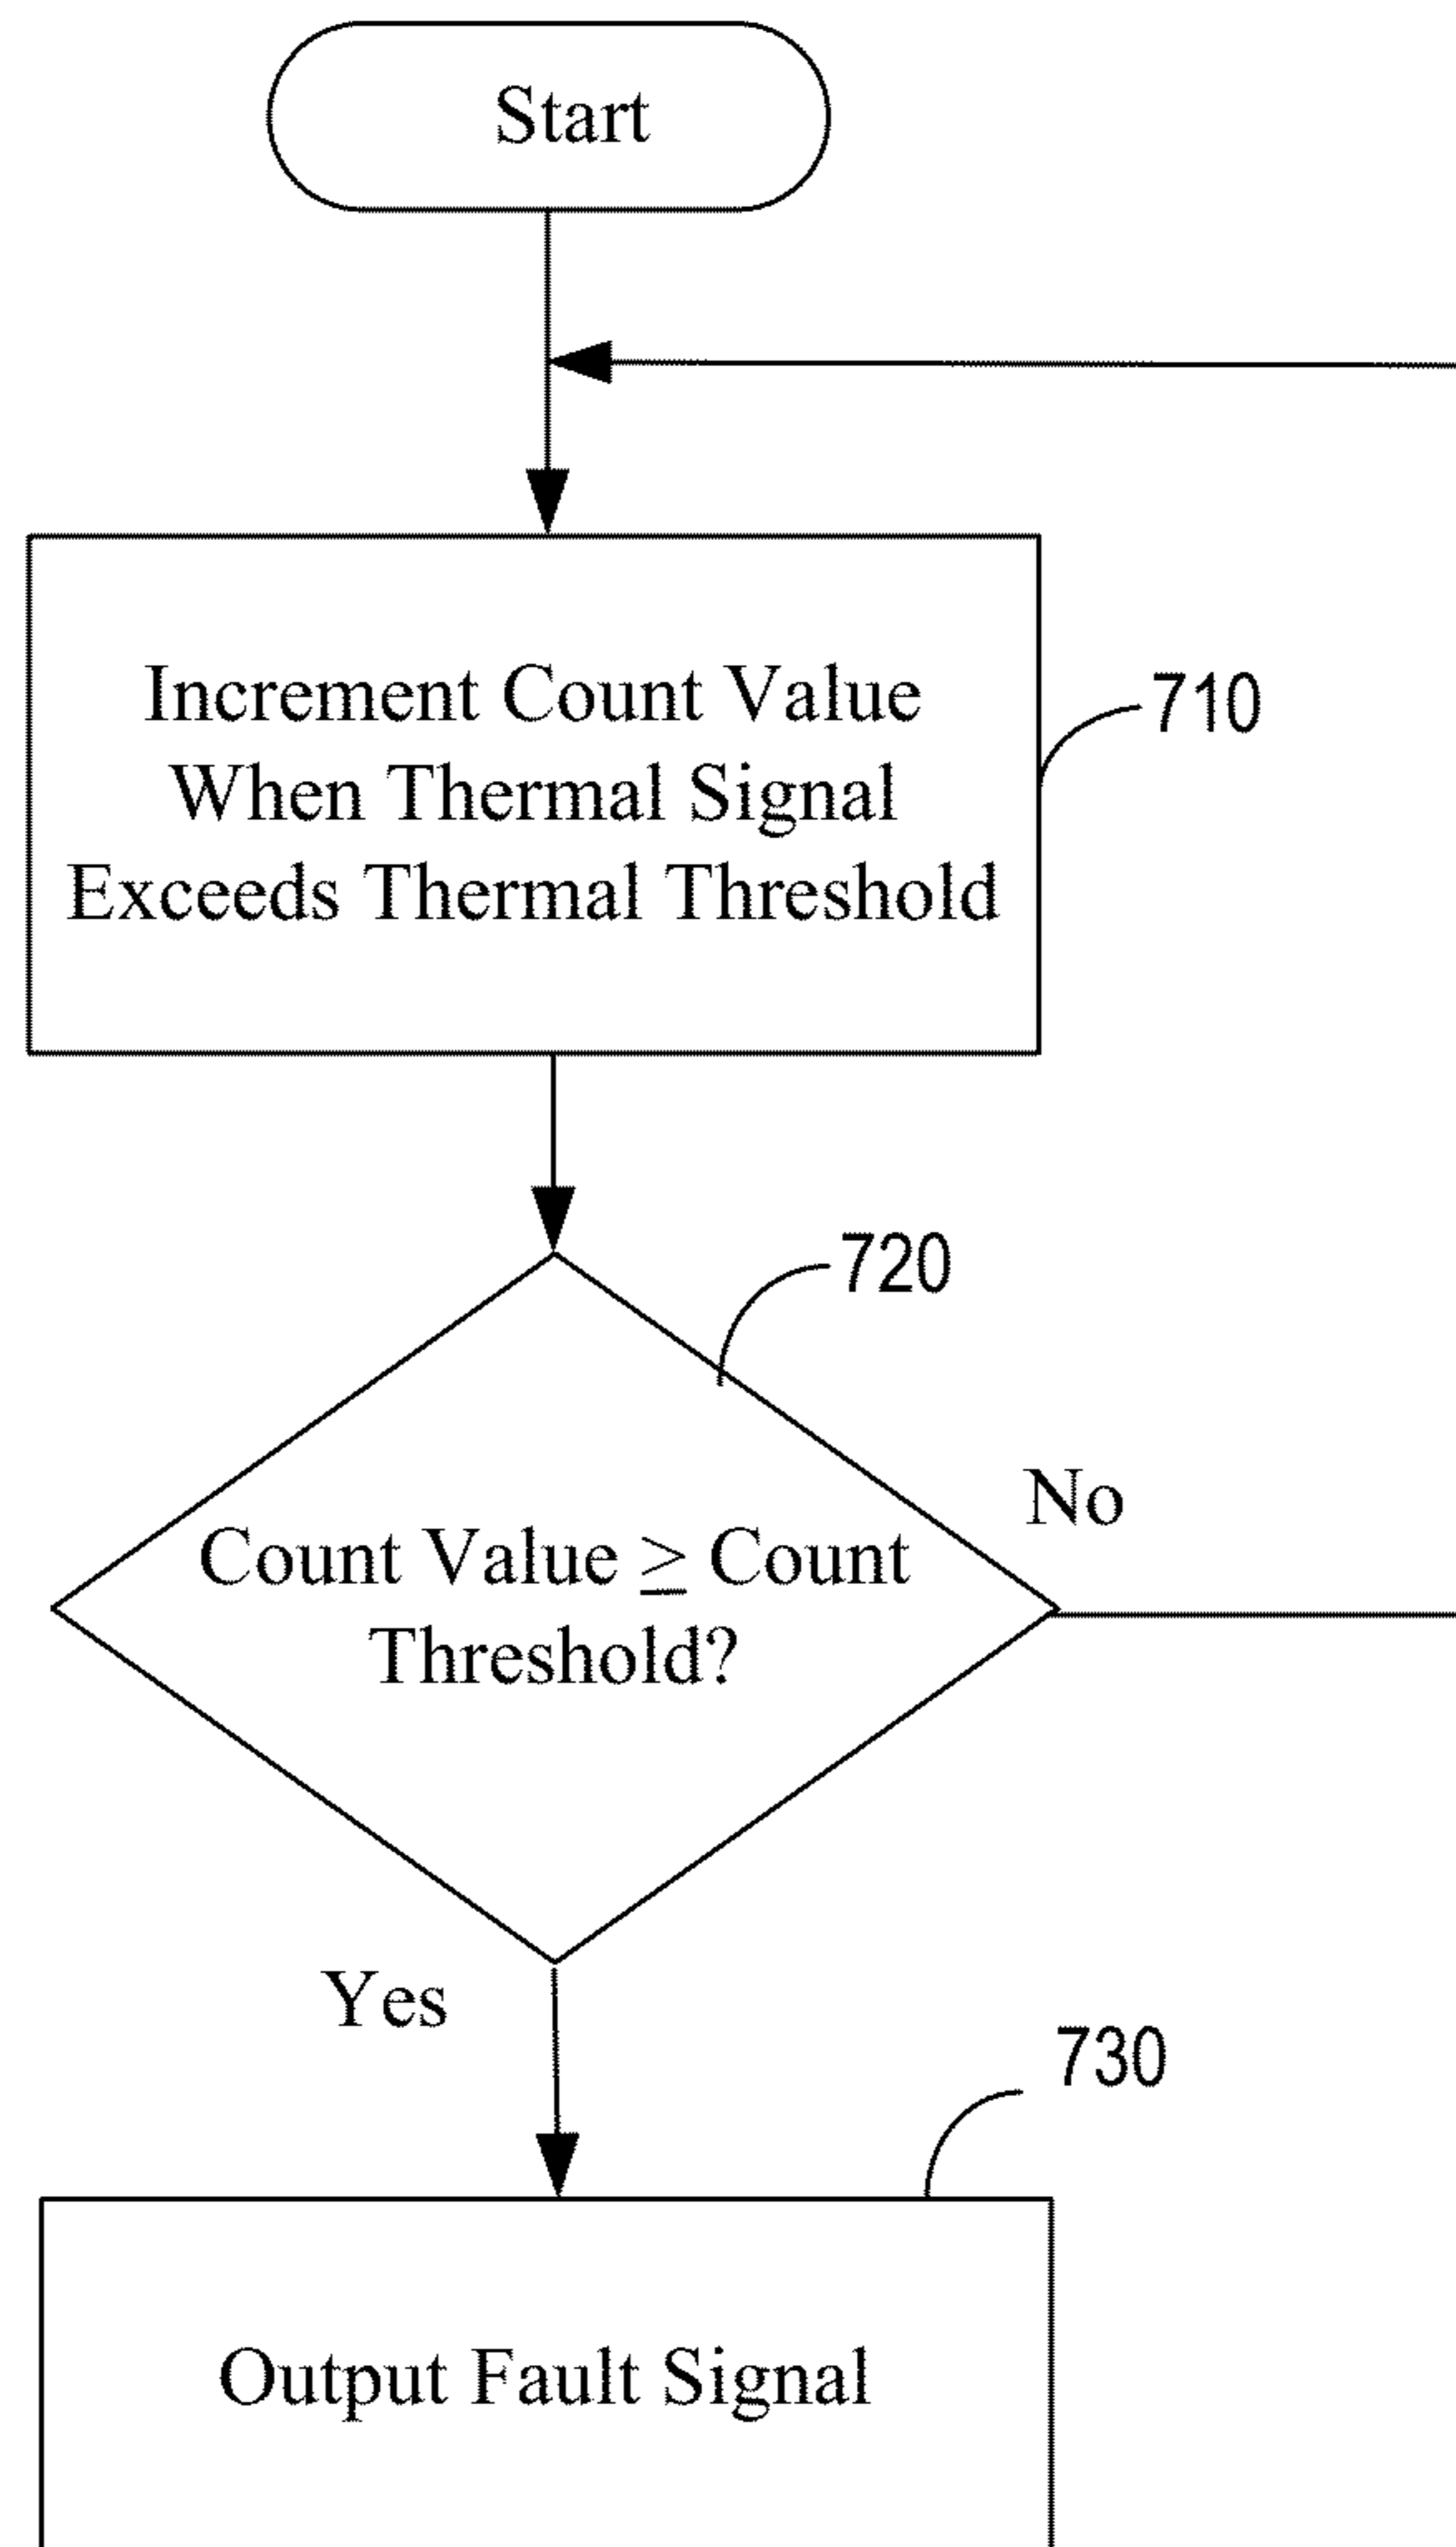 Start
Increment Count Value
When Thermal Signal
Exceeds Thermal Threshold
710
720
Count Value ≥ Count
Threshold?
No
Yes
730
Output Fault Signal